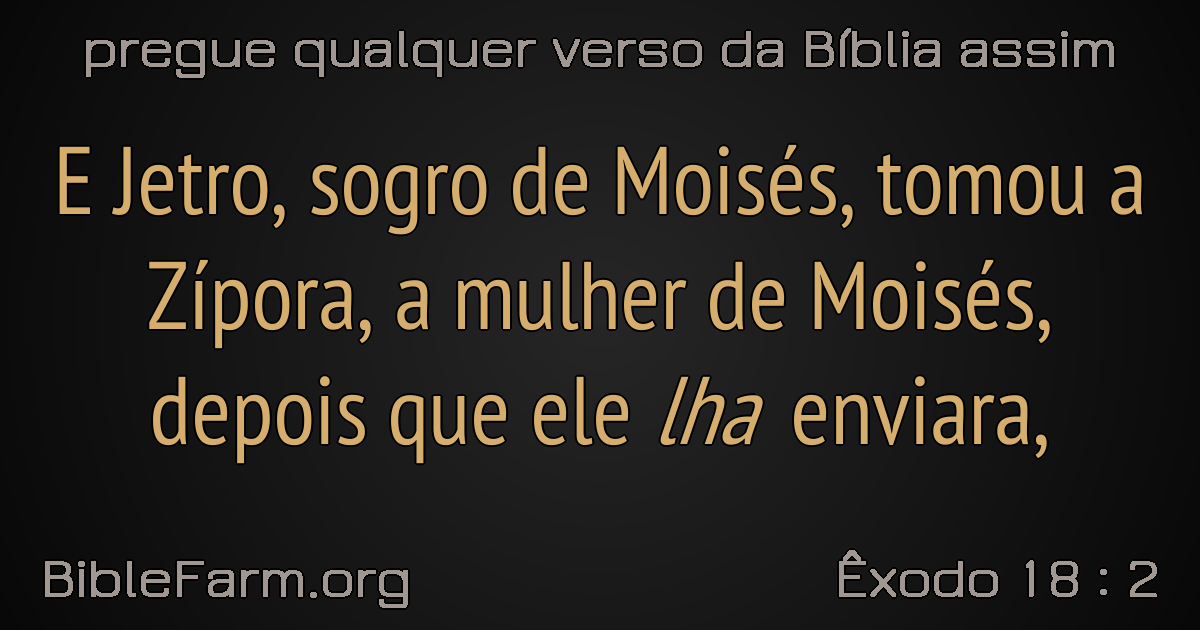 pregue qualquer verso da Bíblia assim
E Jetro, sogro de Moisés, tomou a
Zípora, a mulher de Moisés,
depois que ele lha enviara,
BibleFarm.org
Êxodo 18 : 2